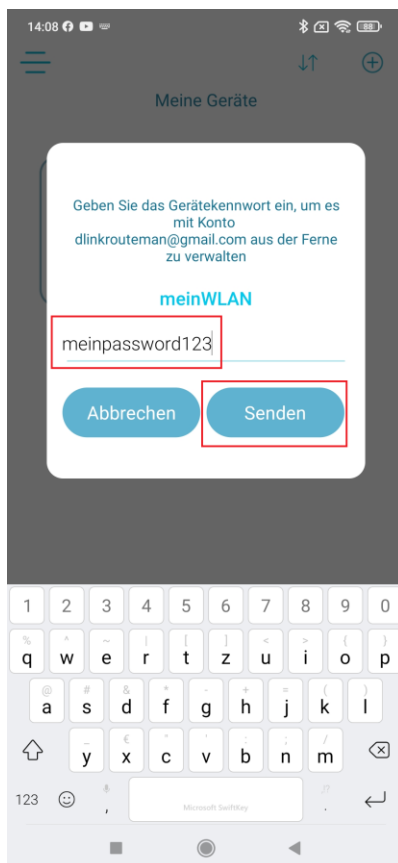 14:08
88
Meine Geräte
Geben Sie das Gerätekennwort ein, um es
mit Konto
dlinkrouteman@gmail.com aus der Ferne
zu verwalten
meinWLAN
meinpassword123
Abbrechen Senden
1 2 3 4 5 6 7 8 9 0
% ^ ~ | [ ] < > { }
q w e r t z u i o p
@ # & * - + = ( )
a s d f g h j k l
_ € " ' : ; /
y x c v b n m
123 , Microsoft SwiftKey .